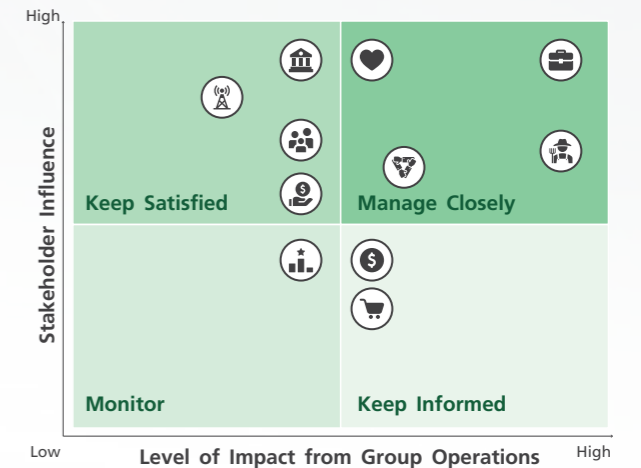 High
Stakeholder Influence
Keep Satisfied
Manage Closely
Monitor
Keep Informed
Low
Level of Impact from Group Operations
High